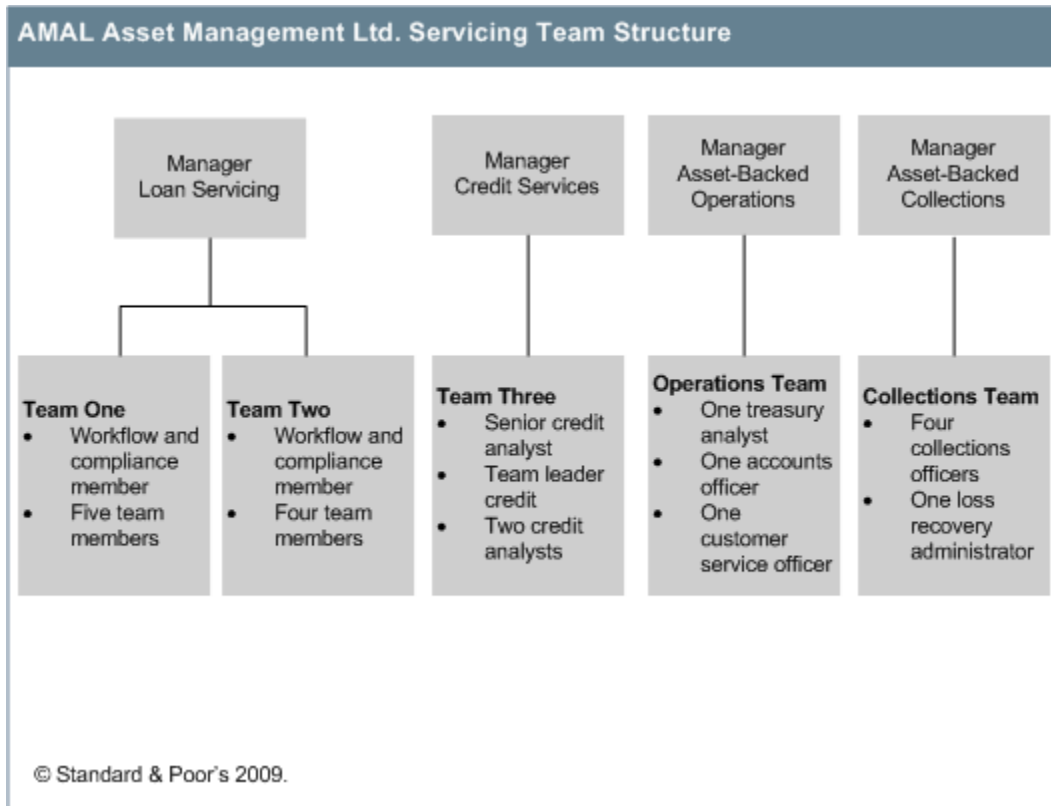 AMAL Asset Management Ltd. Servicing Team Structure
Manager
Loan Servicing
Manager
Credit Services
Manager
Asset-Backed
Operations
Manager
Asset-Backed
Collections
Team One
• Workflow and
compliance
member
• Five team
members
Team Two
• Workflow and
compliance
member
• Four team
members
Team Three
• Senior credit
analyst
• Team leader
credit
• Two credit
analysts
Operations Team
• One treasury
analyst
• One accounts
officer
• One
customer
service officer
Collections Team
• Four
collections
officers
• One loss
recovery
administrator
© Standard & Poor's 2009.